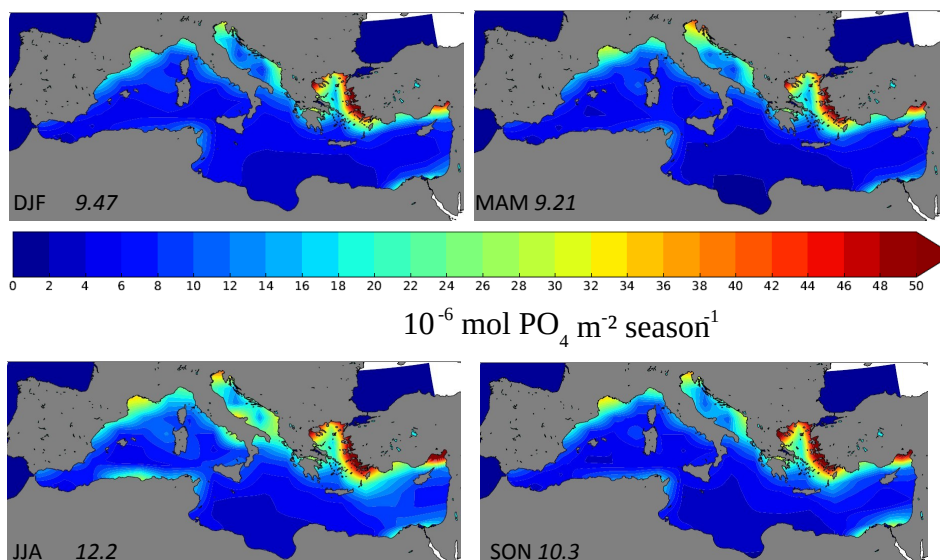 DJF 9.47
MAM 9.21
0 2 4 6 8 10 12 14 16 18 20 22 24 26 28 30 32 34 36 38 40 42 44 46 48 50
10⁻⁶ mol PO₄ m⁻² season⁻¹
JJA 12.2
SON 10.3